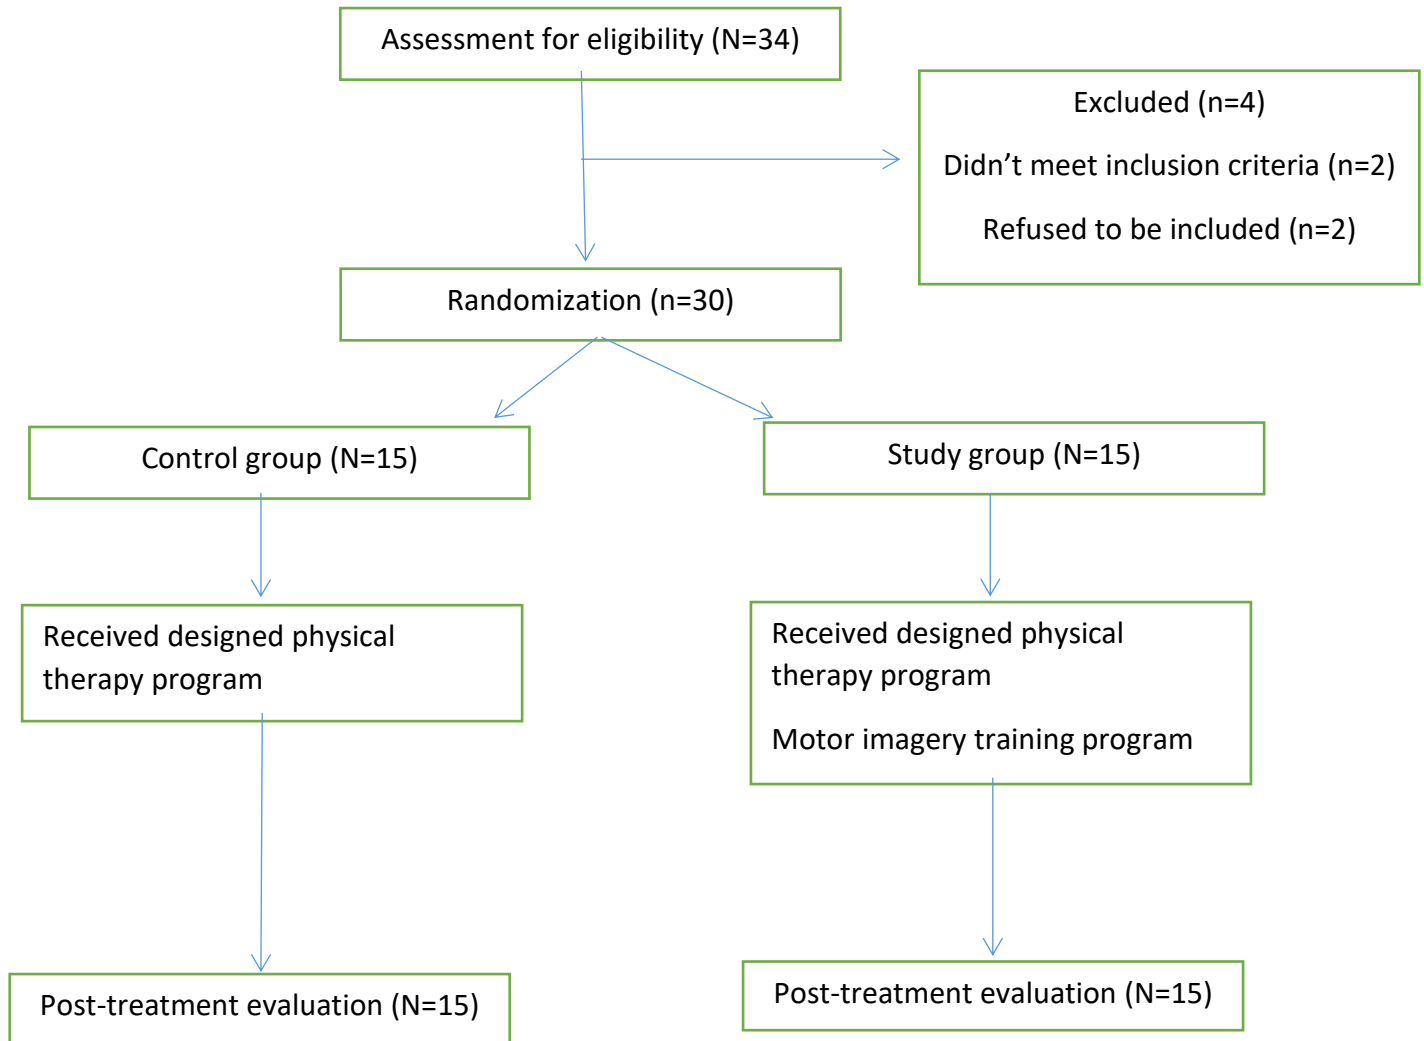 Assessment for eligibility (N=34)
Excluded (n=4)
Didn’t meet inclusion criteria (n=2)
Refused to be included (n=2)
Randomization (n=30)
Control group (N=15)
Study group (N=15)
Received designed physical
therapy program
Received designed physical
therapy program
Motor imagery training program
Post-treatment evaluation (N=15)
Post-treatment evaluation (N=15)